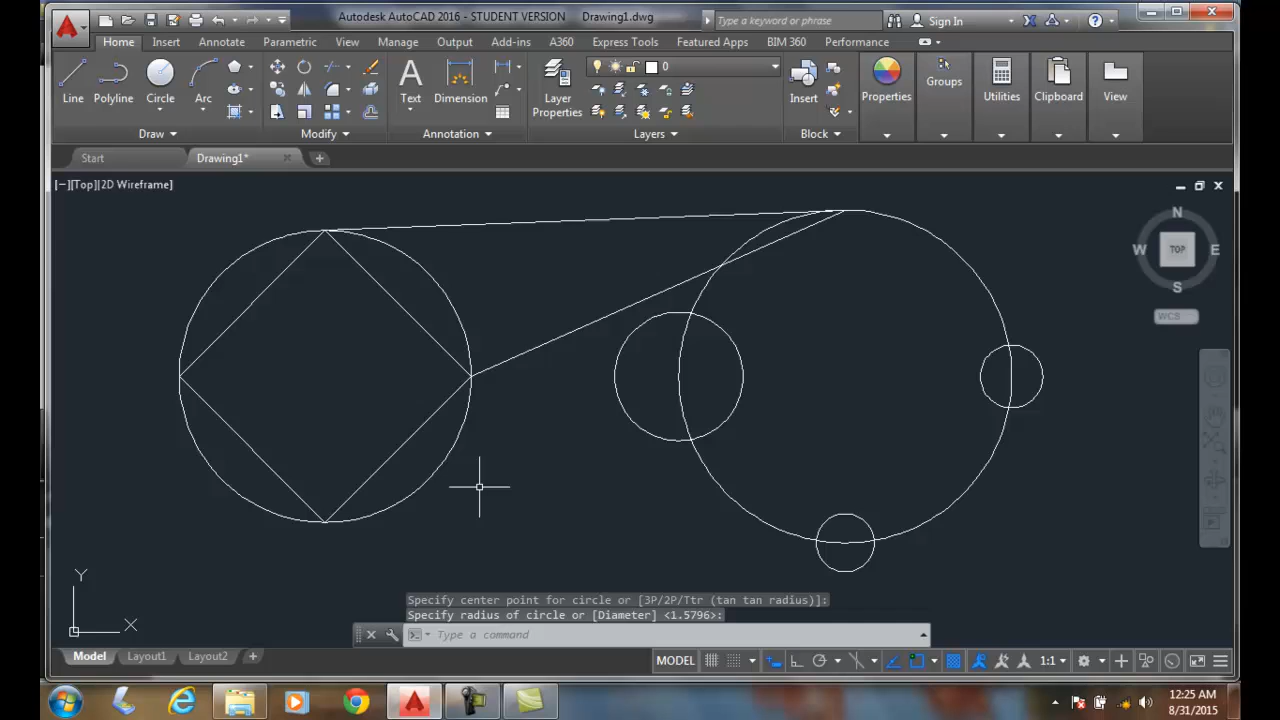 Autodesk AutoCAD 2016 - STUDENT VERSION Drawing1.dwg
Type a keyword or phrase
Sign In
Home Insert Annotate Parametric View Manage Output Add-ins A360 Express Tools Featured Apps BIM 360 Performance
Line Polyline Circle Arc
Text Dimension
Layer Properties
0
Insert
Properties Groups Utilities Clipboard View
Draw Modify Annotation Layers Block
Start Drawing1*
[−][Top][2D Wireframe]
N
W TOP E
S
WCS
Y
X
Specify center point for circle or [3P/2P/Ttr (tan tan radius)]:
Specify radius of circle or [Diameter] <1.5796>:
Type a command
Model Layout1 Layout2
MODEL 1:1
12:25 AM
8/31/2015